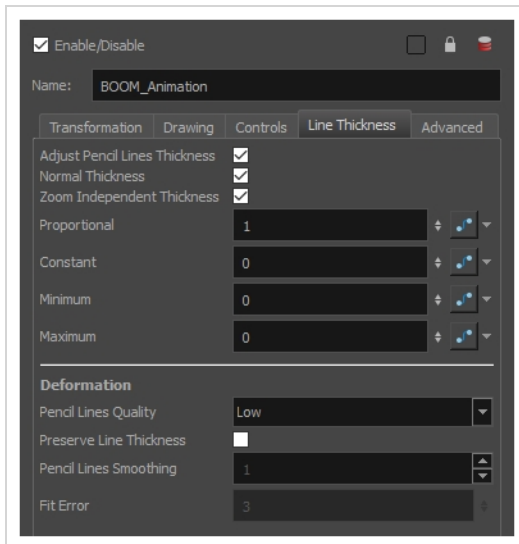 Enable/Disable
Name: BOOM_Animation
Transformation Drawing Controls Line Thickness Advanced
Adjust Pencil Lines Thickness
Normal Thickness
Zoom Independent Thickness
Proportional 1
Constant 0
Minimum 0
Maximum 0
Deformation
Pencil Lines Quality Low
Preserve Line Thickness
Pencil Lines Smoothing 1
Fit Error 3